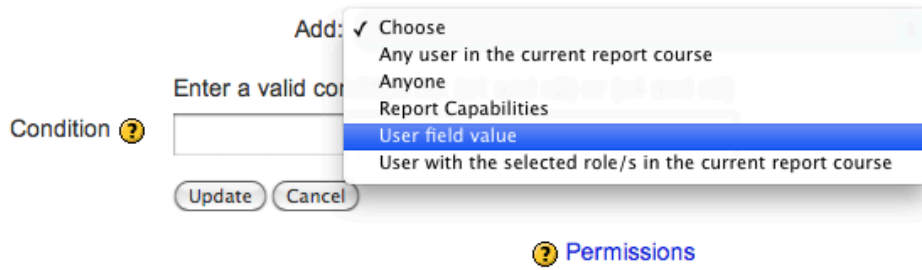 Add: ✓ Choose
Any user in the current report course
Anyone
Report Capabilities
User field value
User with the selected role/s in the current report course
Enter a valid
Condition ?
Update Cancel
? Permissions